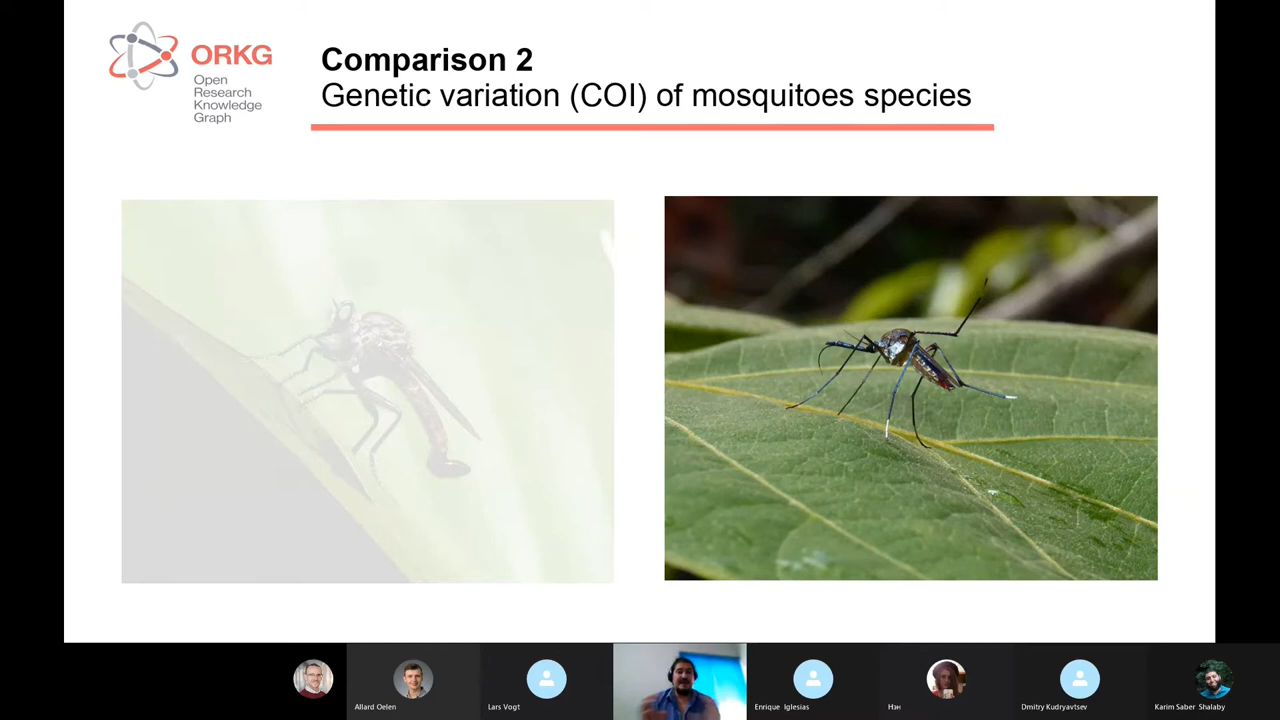 ORKG
Open
Research
Knowledge
Graph
Comparison 2
Genetic variation (COI) of mosquitoes species
Allard Oelen
Lars Vogt
Enrique Iglesias
Нэн
Dmitry Kudryavtsev
Karim Saber Shalaby